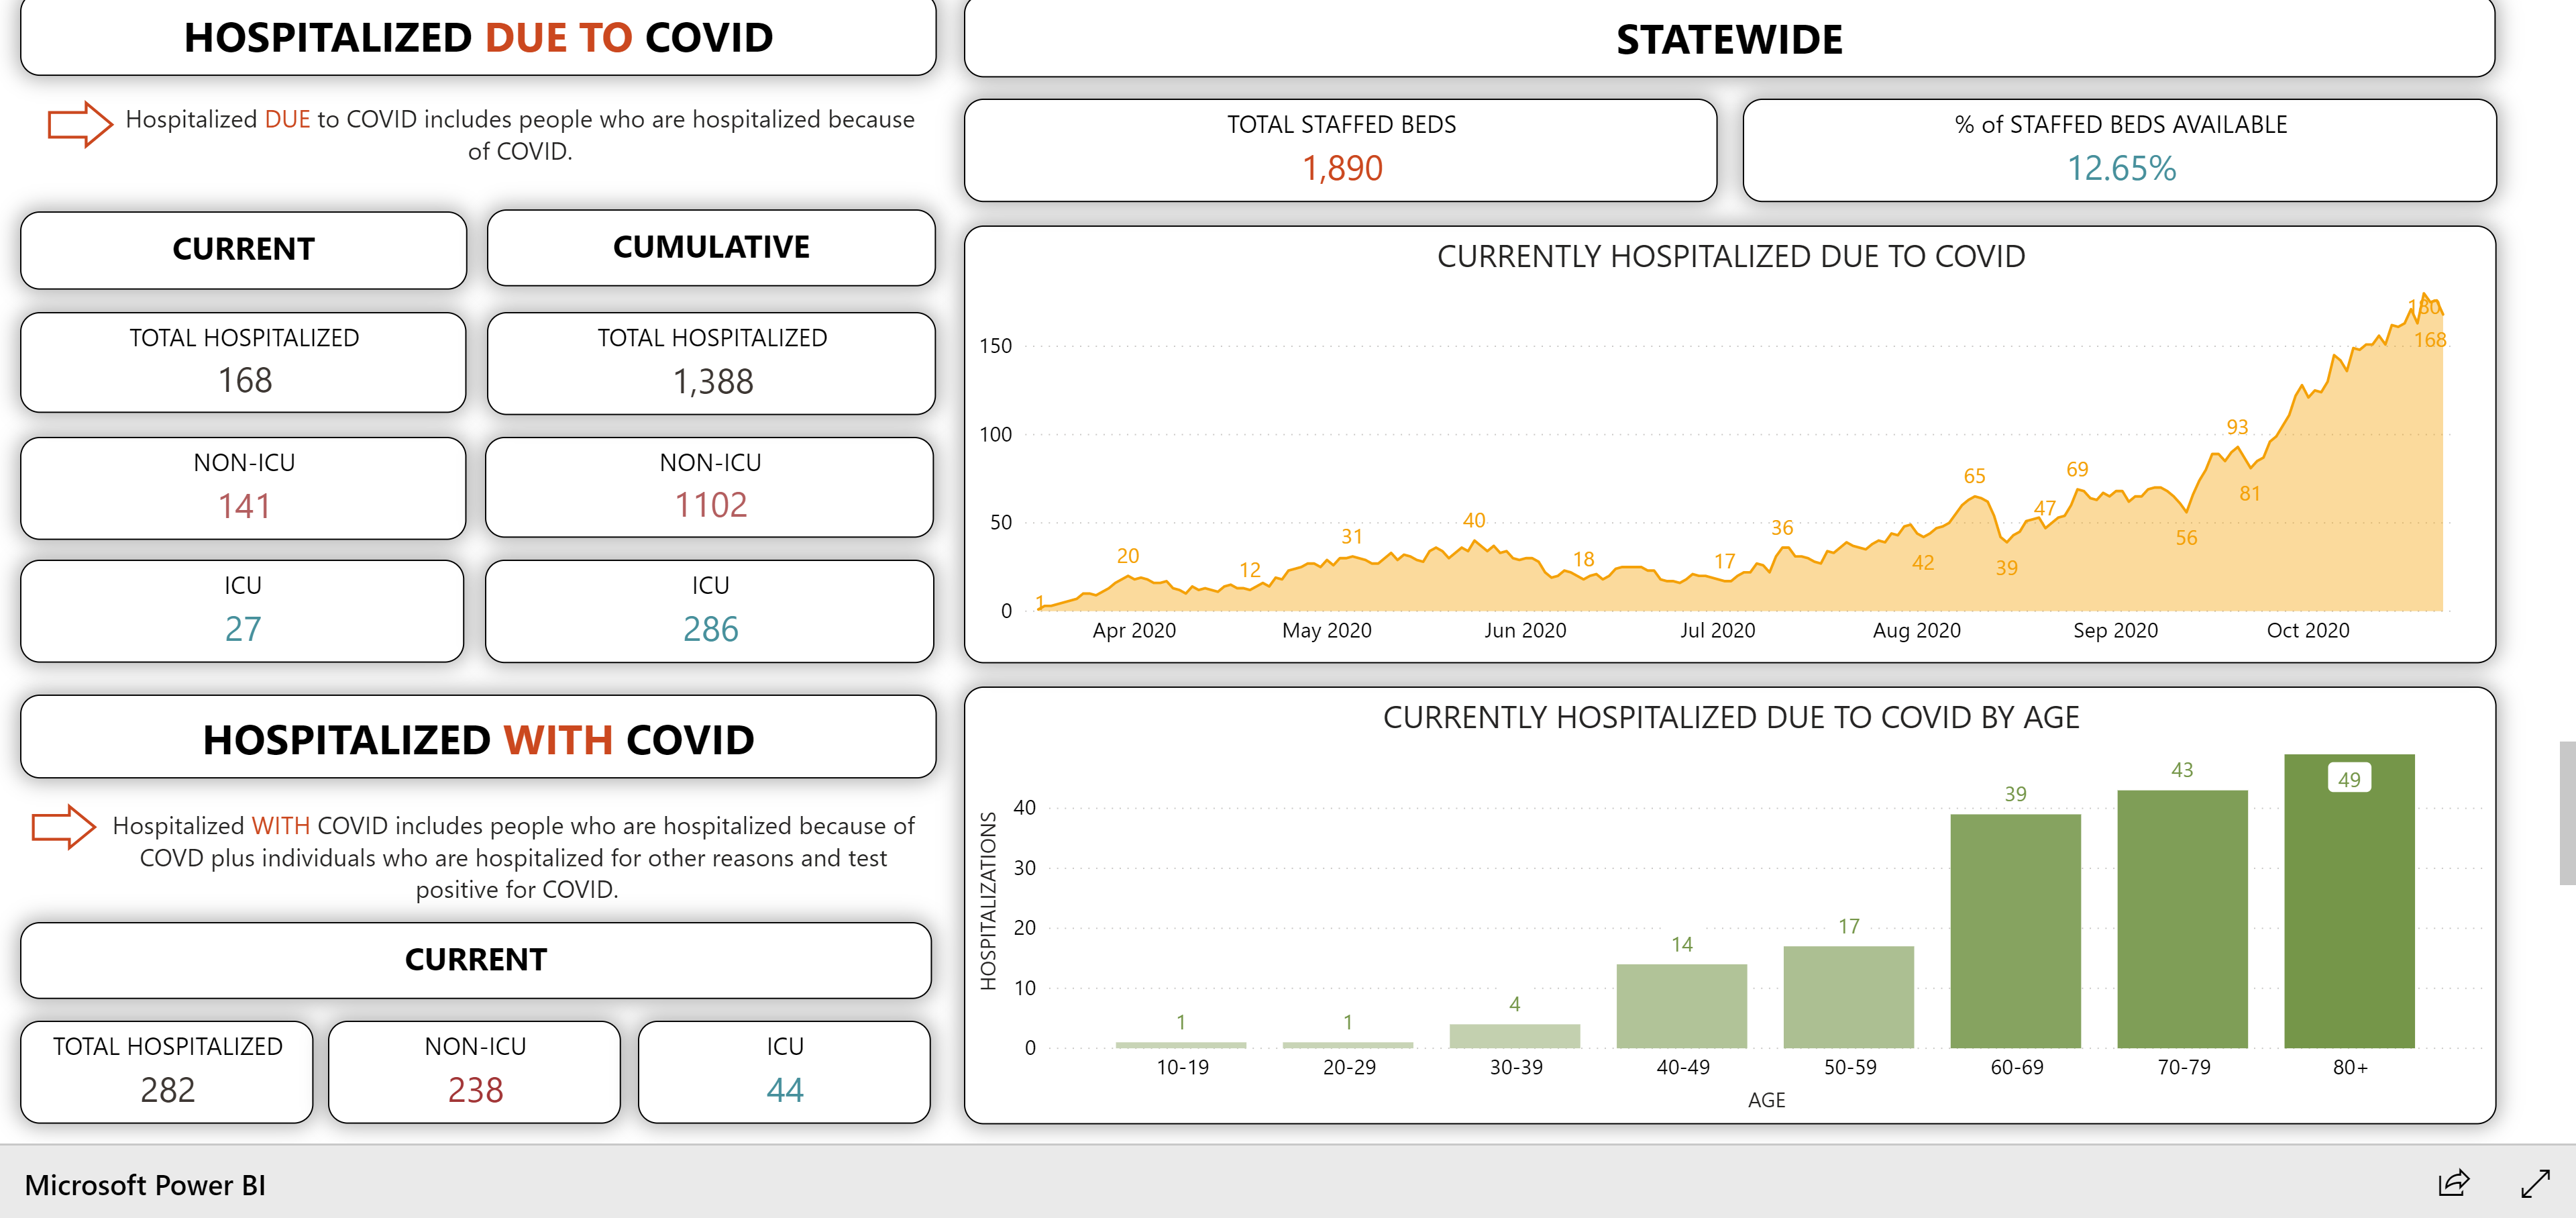 HOSPITALIZED DUE TO COVID
Hospitalized DUE to COVID includes people who are hospitalized because
of COVID.
CURRENT
CUMULATIVE
TOTAL HOSPITALIZED
168
TOTAL HOSPITALIZED
1,388
NON-ICU
141
NON-ICU
1102
ICU
27
ICU
286
HOSPITALIZED WITH COVID
Hospitalized WITH COVID includes people who are hospitalized because of
COVD plus individuals who are hospitalized for other reasons and test
positive for COVID.
CURRENT
TOTAL HOSPITALIZED
282
NON-ICU
238
ICU
44
STATEWIDE
TOTAL STAFFED BEDS
1,890
% of STAFFED BEDS AVAILABLE
12.65%
CURRENTLY HOSPITALIZED DUE TO COVID
150
100
50
0
1
20
12
31
40
18
17
36
42
65
39
47
69
56
93
81
180
168
Apr 2020
May 2020
Jun 2020
Jul 2020
Aug 2020
Sep 2020
Oct 2020
CURRENTLY HOSPITALIZED DUE TO COVID BY AGE
HOSPITALIZATIONS
40
30
20
10
0
1
1
4
14
17
39
43
49
10-19
20-29
30-39
40-49
50-59
60-69
70-79
80+
AGE
Microsoft Power BI